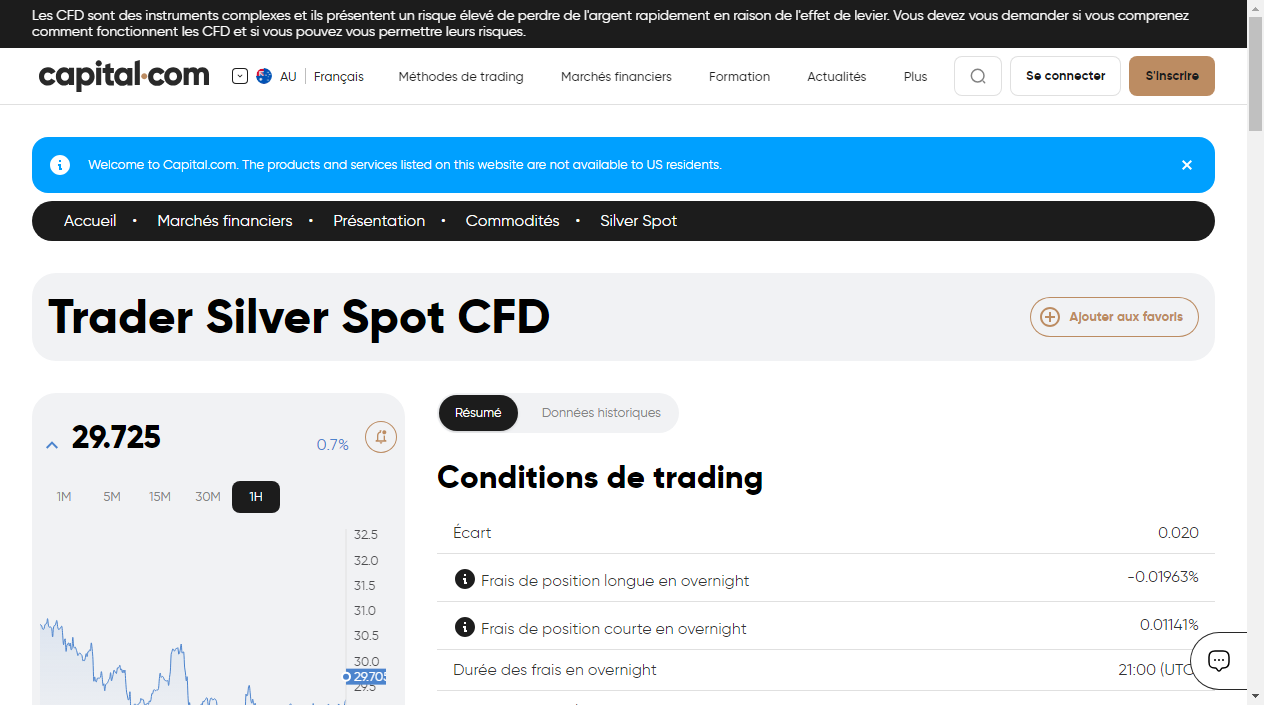 Les CFD sont des instruments complexes et ils présentent un risque élevé de perdre de l'argent rapidement en raison de l'effet de levier. Vous devez vous demander si vous comprenez
comment fonctionnent les CFD et si vous pouvez vous permettre leurs risques.
capital.com
AU
Français
Méthodes de trading
Marchés financiers
Formation
Actualités
Plus
Se connecter
S'inscrire
Welcome to Capital.com. The products and services listed on this website are not available to US residents.
Accueil • Marchés financiers • Présentation • Commodités • Silver Spot
Trader Silver Spot CFD
Ajouter aux favoris
29.725
0.7%
1M 5M 15M 30M 1H
32.5
32.0
31.5
31.0
30.5
30.0
29.705
29.5
Résumé
Données historiques
Conditions de trading
Écart 0.020
Frais de position longue en overnight -0.01963%
Frais de position courte en overnight 0.01141%
Durée des frais en overnight 21:00 (UTC